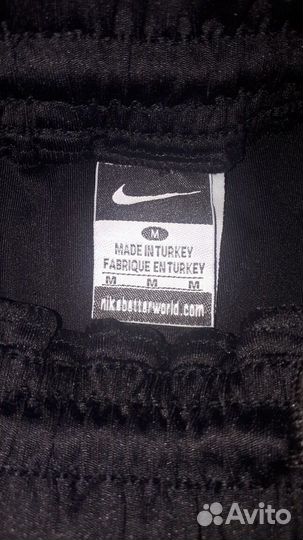 M
MADE IN TURKEY
FABRIQUE EN TURKEY
M M M
nikebetterworld.com
Avito